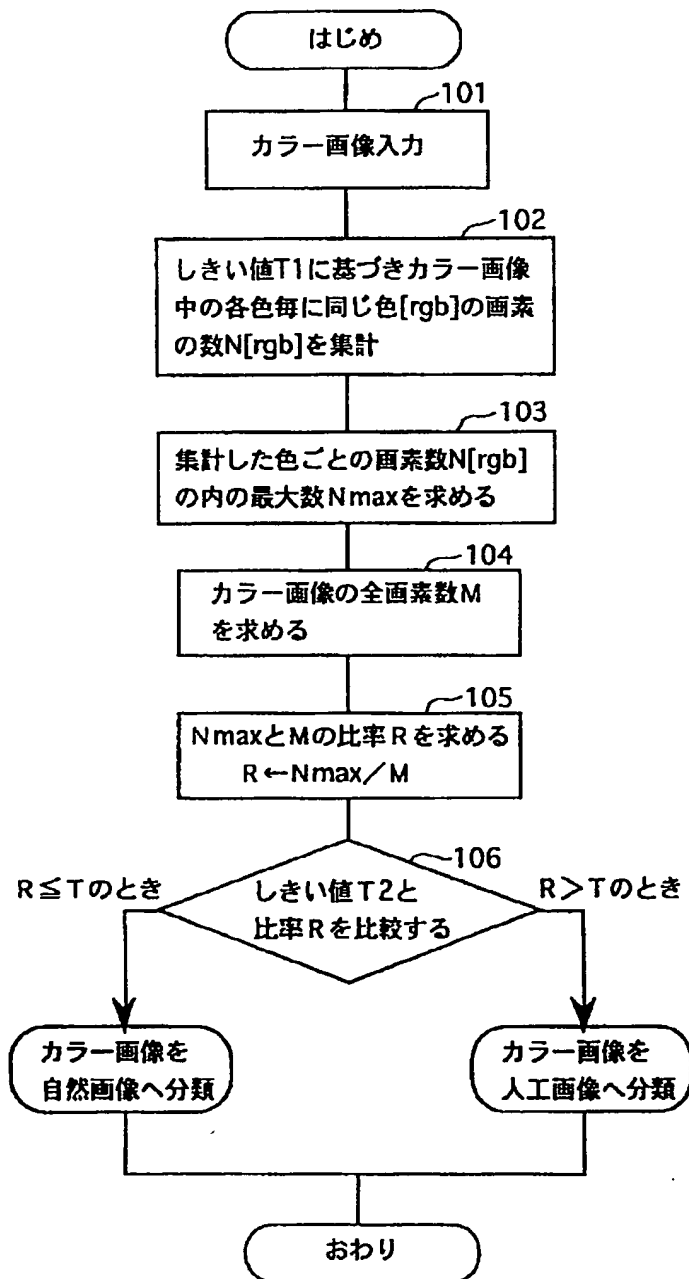 はじめ
101
カラー画像入力
102
しきい値T1に基づきカラー画像
中の各色毎に同じ色[rgb]の画素
の数N[rgb]を集計
103
集計した色ごとの画素数N[rgb]
の内の最大数Nmaxを求める
104
カラー画像の全画素数M
を求める
105
NmaxとMの比率Rを求める
R←Nmax／M
106
R≦Tのとき
しきい値T2と
比率Rを比較する
R＞Tのとき
カラー画像を
自然画像へ分類
カラー画像を
人工画像へ分類
おわり